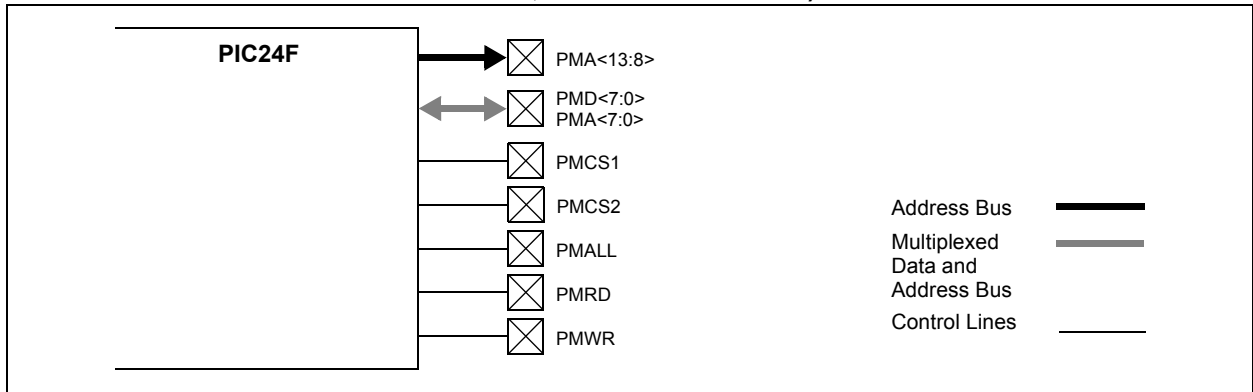 PIC24F
PMA<13:8>
PMD<7:0>
PMA<7:0>
PMCS1
PMCS2
PMALL
PMRD
PMWR
Address Bus
Multiplexed
Data and
Address Bus
Control Lines